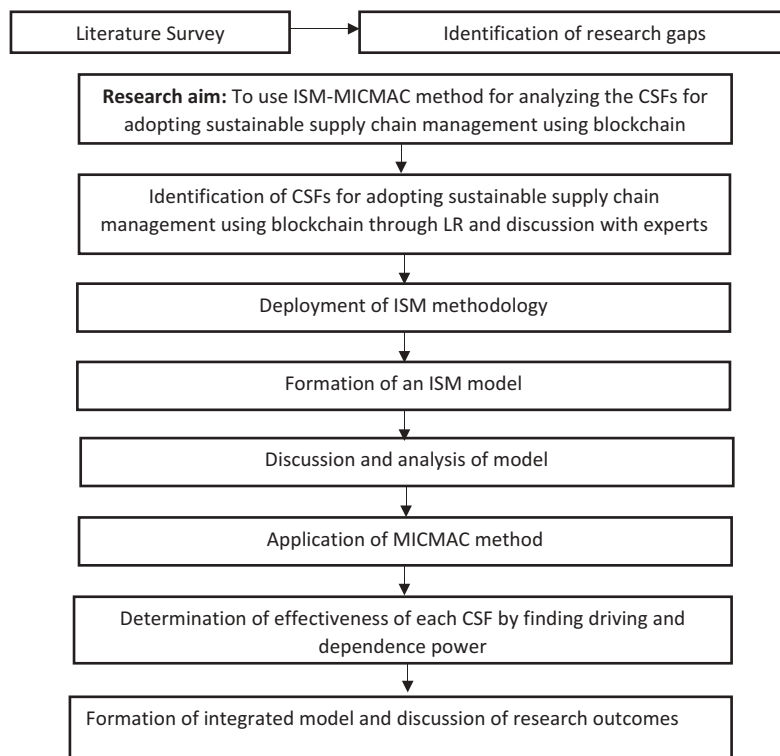 Literature Survey
Identification of research gaps
Research aim: To use ISM-MICMAC method for analyzing the CSFs for
adopting sustainable supply chain management using blockchain
Identification of CSFs for adopting sustainable supply chain
management using blockchain through LR and discussion with experts
Deployment of ISM methodology
Formation of an ISM model
Discussion and analysis of model
Application of MICMAC method
Determination of effectiveness of each CSF by finding driving and
dependence power
Formation of integrated model and discussion of research outcomes